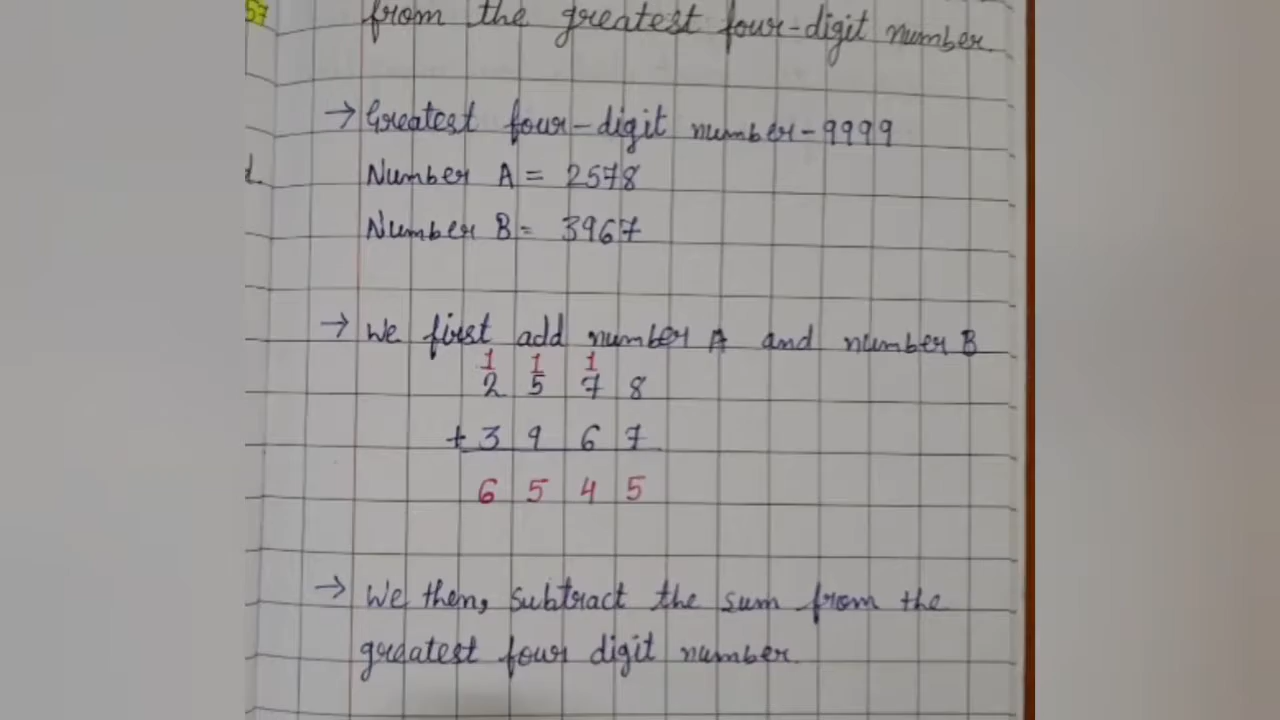 57
from the greatest four-digit number.
→ Greatest four-digit number-9999
d.
Number A = 2578
Number B = 3967
→ We first add number A and number B
1 1 1
2 5 7 8
+ 3 9 6 7
6 5 4 5
→ We then, subtract the sum from the
greatest four digit number.